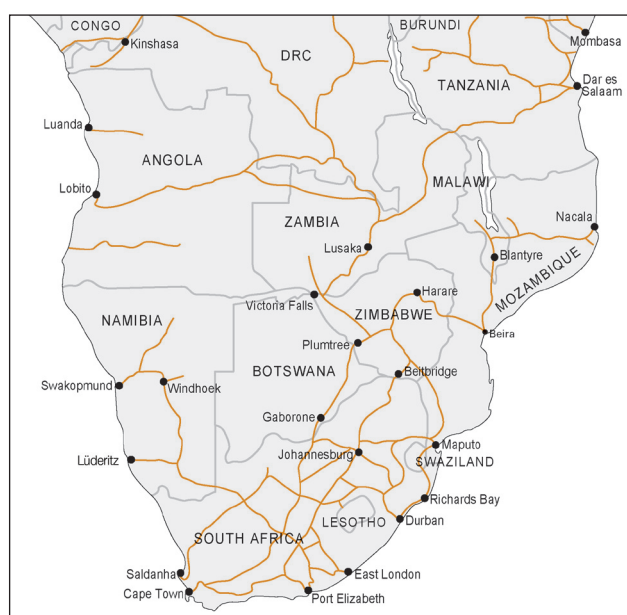 CONGO
Kinshasa
DRC
BURUNDI
Mombasa
TANZANIA
Dar es
Salaam
Luanda
ANGOLA
MALAWI
Lobito
ZAMBIA
Nacala
Lusaka
Blantyre
MOZAMBIQUE
Harare
Victoria Falls
NAMIBIA
ZIMBABWE
Beira
Plumtree
BOTSWANA
Beitbridge
Swakopmund
Windhoek
Gaborone
Maputo
Johannesburg
Lüderitz
SWAZILAND
Richards Bay
LESOTHO
Durban
SOUTH AFRICA
Saldanha
East London
Cape Town
Port Elizabeth